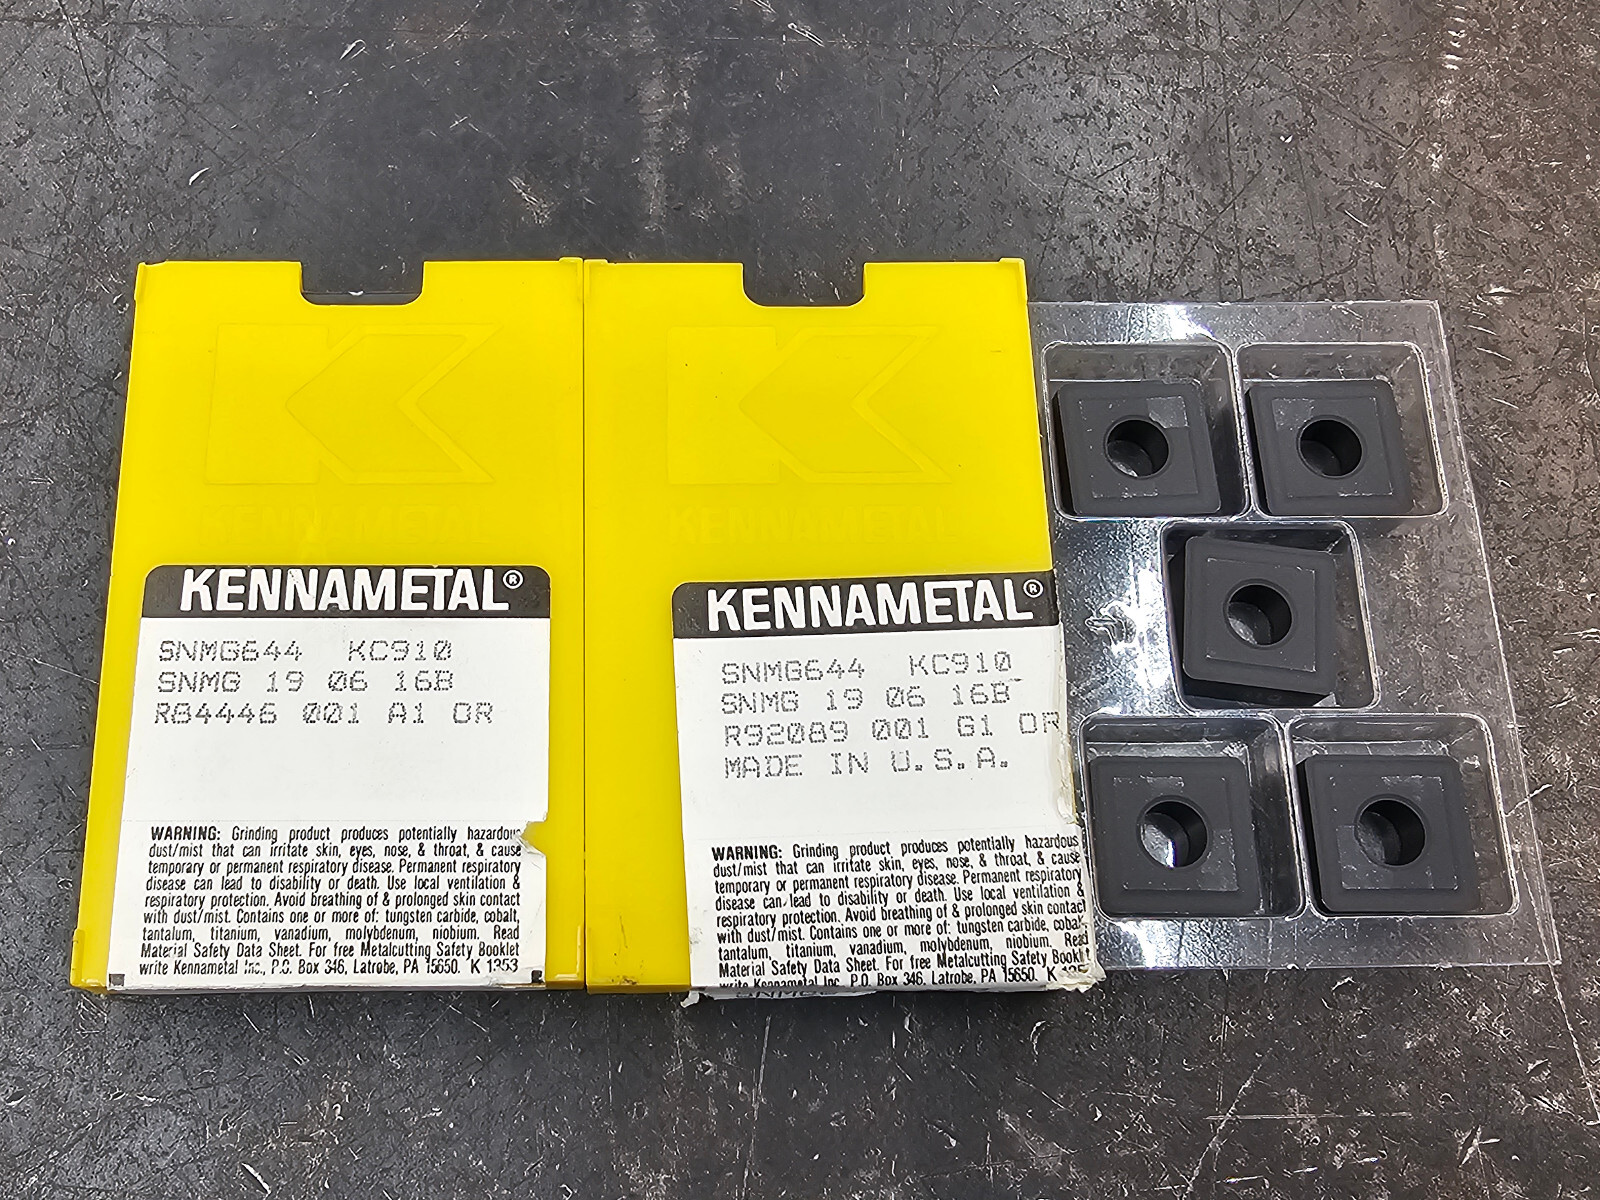 KENNAMETAL
KENNAMETAL®
SNMG644 KC910
SNMG 19 06 16B
R84446 001 A1 OR
WARNING: Grinding product produces potentially hazardous
dust/mist that can irritate skin, eyes, nose, & throat, & cause
temporary or permanent respiratory disease. Permanent respiratory
disease can lead to disability or death. Use local ventilation &
respiratory protection. Avoid breathing of & prolonged skin contact
with dust/mist. Contains one or more of: tungsten carbide, cobalt,
tantalum, titanium, vanadium, molybdenum, niobium. Read
Material Safety Data Sheet. For free Metalcutting Safety Booklet
write Kennametal Inc., P.O. Box 346, Latrobe, PA 15650. K 1353
KENNAMETAL
KENNAMETAL®
SNMG644 KC910
SNMG 19 06 16B
R92089 001 G1 OR
MADE IN U.S.A.
WARNING: Grinding product produces potentially hazardous
dust/mist that can irritate skin, eyes, nose, & throat, & cause
temporary or permanent respiratory disease. Permanent respiratory
disease can lead to disability or death. Use local ventilation &
respiratory protection. Avoid breathing of & prolonged skin contact
with dust/mist. Contains one or more of: tungsten carbide, cobalt,
tantalum, titanium, vanadium, molybdenum, niobium. Read
Material Safety Data Sheet. For free Metalcutting Safety Booklet
write Kennametal Inc. P.O. Box 346, Latrobe, PA 15650. K